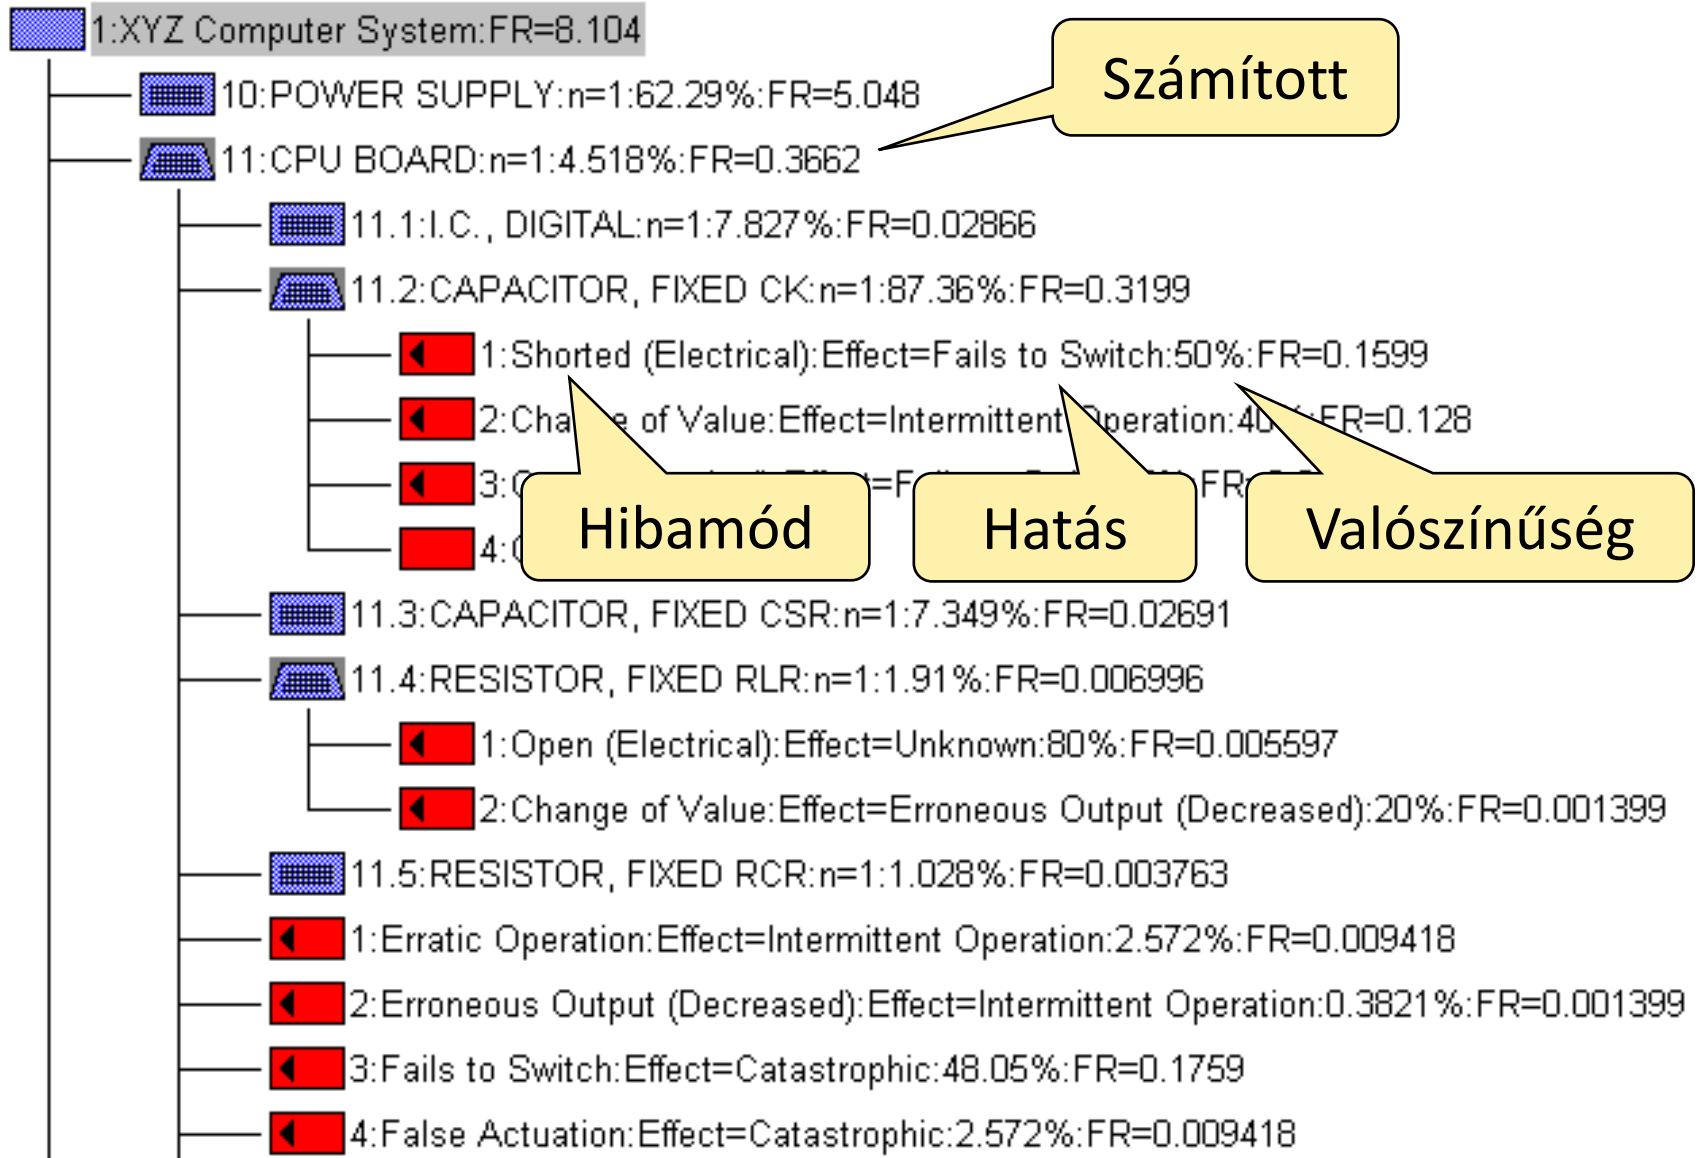 1:XYZ Computer System:FR=8.104
Számított
10:POWER SUPPLY:n=1:62.29%:FR=5.048
11:CPU BOARD:n=1:4.518%:FR=0.3662
11.1:I.C., DIGITAL:n=1:7.827%:FR=0.02866
11.2:CAPACITOR, FIXED CK:n=1:87.36%:FR=0.3199
1:Shorted (Electrical):Effect=Fails to Switch:50%:FR=0.1599
2:Change of Value:Effect=Intermittent Operation:40%:FR=0.128
3:
Hibamód
Hatás
Valószínűség
4:
11.3:CAPACITOR, FIXED CSR:n=1:7.349%:FR=0.02691
11.4:RESISTOR, FIXED RLR:n=1:1.91%:FR=0.006996
1:Open (Electrical):Effect=Unknown:80%:FR=0.005597
2:Change of Value:Effect=Erroneous Output (Decreased):20%:FR=0.001399
11.5:RESISTOR, FIXED RCR:n=1:1.028%:FR=0.003763
1:Erratic Operation:Effect=Intermittent Operation:2.572%:FR=0.009418
2:Erroneous Output (Decreased):Effect=Intermittent Operation:0.3821%:FR=0.001399
3:Fails to Switch:Effect=Catastrophic:48.05%:FR=0.1759
4:False Actuation:Effect=Catastrophic:2.572%:FR=0.009418